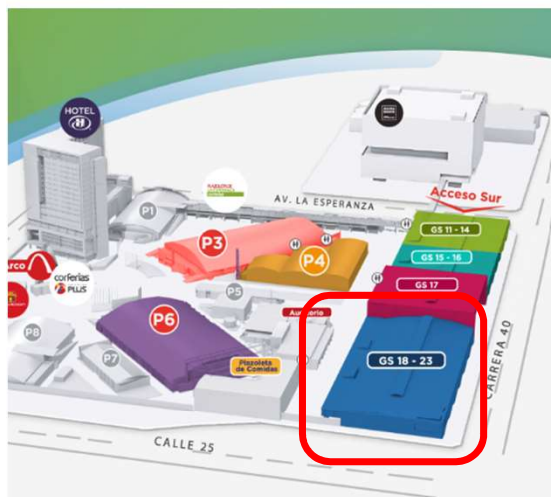 HOTEL
H
AV. LA ESPERANZA
Acceso Sur
P1
H
P3
H
H
P4
GS 11 - 14
GS 15 - 16
H
GS 17
Arco
corferias
PLUS
P5
P6
Auditorio
P8
P7
Plazoleta
de Comidas
GS 18 - 23
CARRERA 40
CALLE 25